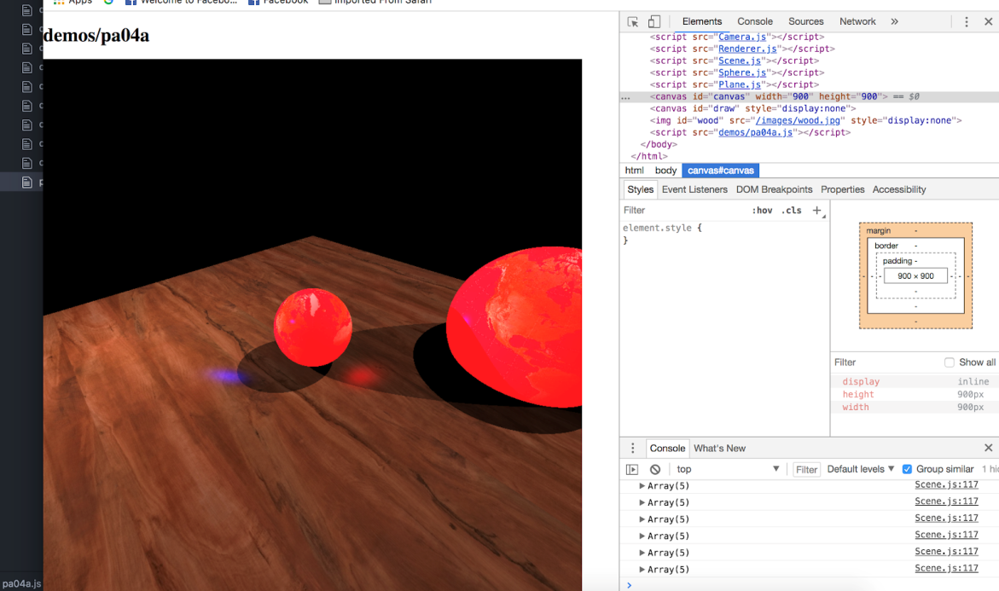 Apps
Welcome to Facebo...
Facebook
Imported From Safari
demos/pa04a
Elements Console Sources Network »
<script src="Camera.js"></script>
<script src="Renderer.js"></script>
<script src="Scene.js"></script>
<script src="Sphere.js"></script>
<script src="Plane.js"></script>
... <canvas id="canvas" width="900" height="900"> == $0
<canvas id="draw" style="display:none">
<img id="wood" src="/images/wood.jpg" style="display:none">
<script src="demos/pa04a.js"></script>
</body>
</html>
html body canvas#canvas
Styles Event Listeners DOM Breakpoints Properties Accessibility
Filter :hov .cls +
element.style {
}
margin -
border -
padding -
- - - 900 × 900 - - -
-
-
-
Filter Show all
display inline
height 900px
width 900px
Console What's New
top Filter Default levels Group similar 1 hi
Array(5) Scene.js:117
Array(5) Scene.js:117
Array(5) Scene.js:117
Array(5) Scene.js:117
Array(5) Scene.js:117
Array(5) Scene.js:117
pa04a.js